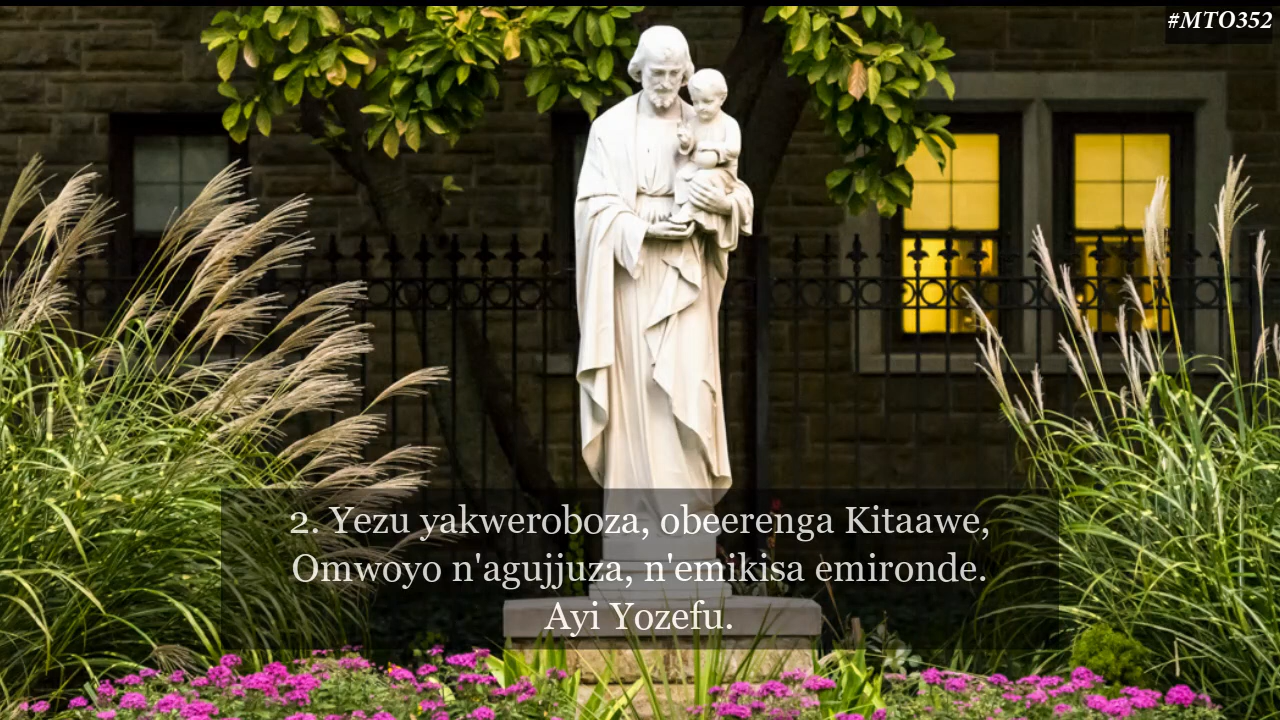 #MTO352
2. Yezu yakweroboza, obeerenga Kitaawe,
Omwoyo n'agujjuza, n'emikisa emironde.
Ayi Yozefu.